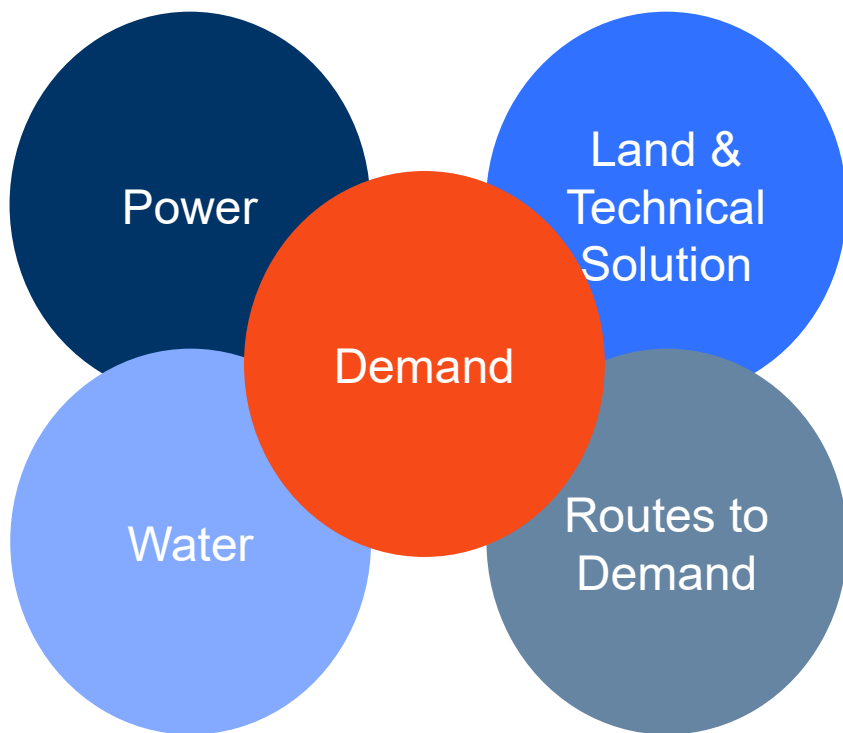 Power
Land &
Technical
Solution
Demand
Water
Routes to
Demand